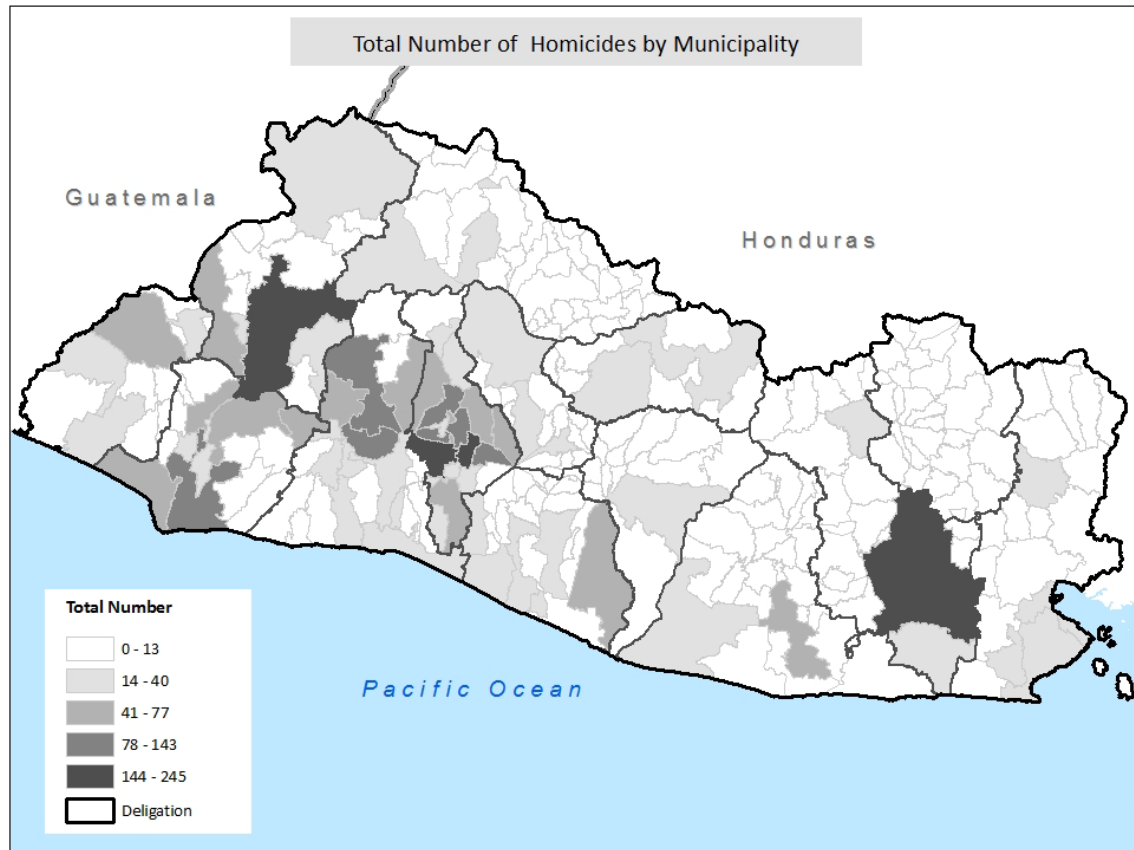 Total Number of Homicides by Municipality
Guatemala
Honduras
Total Number
0 - 13
14 - 40
41 - 77
78 - 143
144 - 245
Deligation
Pacific Ocean